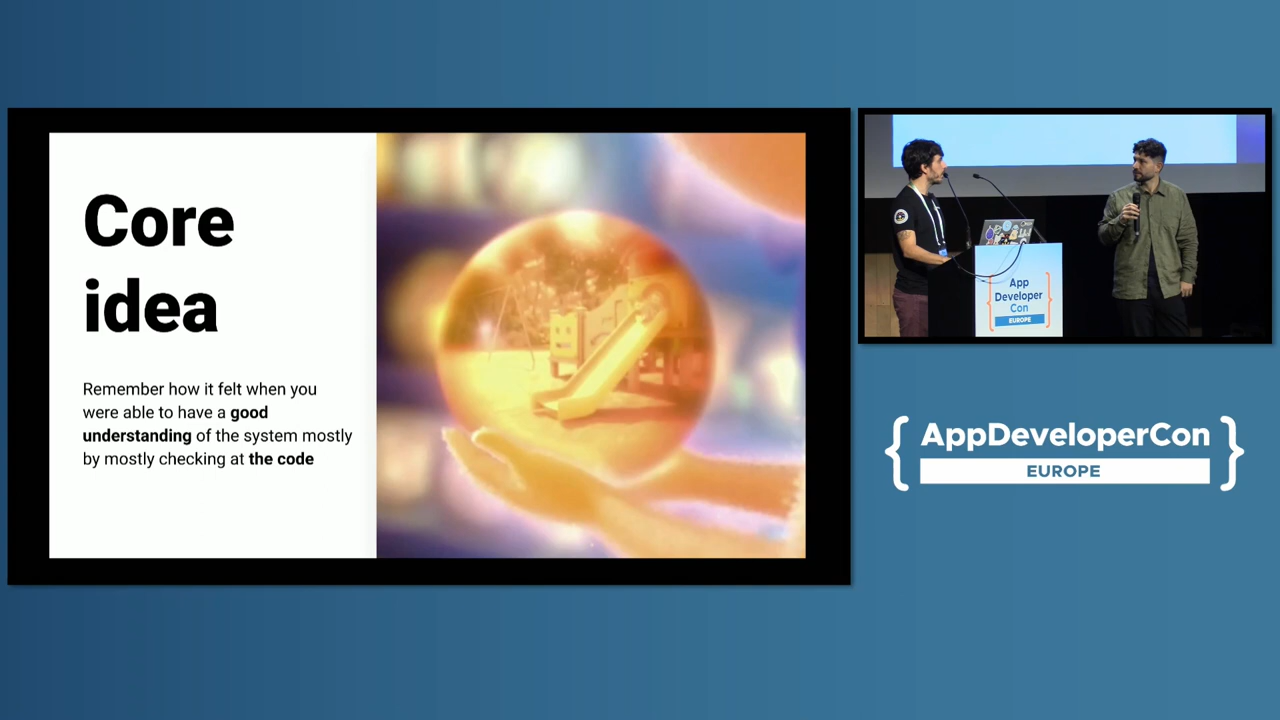 Core
idea
Remember how it felt when you
were able to have a good
understanding of the system mostly
by mostly checking at the code
App
Developer
Con
EUROPE
{ AppDeveloperCon }
EUROPE